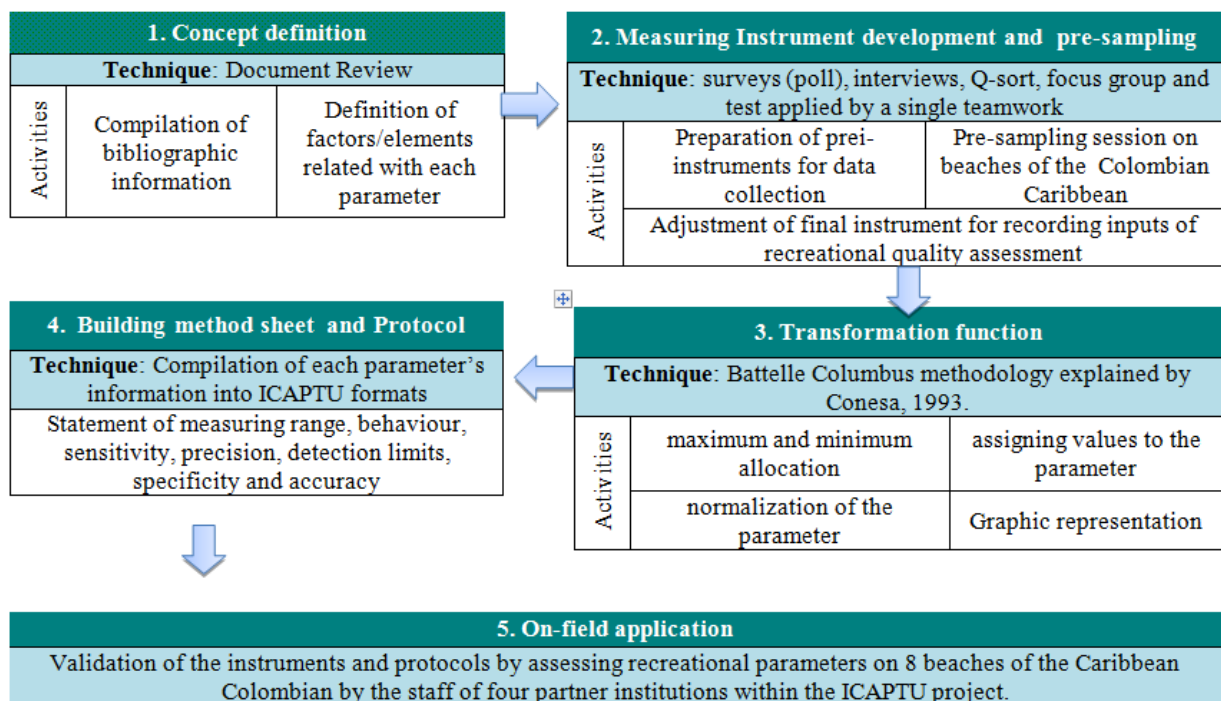 1. Concept definition
Technique: Document Review
Activities
Compilation of
bibliographic
information
Definition of
factors/elements
related with each
parameter
2. Measuring Instrument development and pre-sampling
Technique: surveys (poll), interviews, Q-sort, focus group and
test applied by a single teamwork
Activities
Preparation of prei-
instruments for data
collection
Pre-sampling session on
beaches of the Colombian
Caribbean
Adjustment of final instrument for recording inputs of
recreational quality assessment
3. Transformation function
Technique: Battelle Columbus methodology explained by
Conesa, 1993.
Activities
maximum and minimum
allocation
assigning values to the
parameter
normalization of the
parameter
Graphic representation
4. Building method sheet and Protocol
Technique: Compilation of each parameter’s
information into ICAPTU formats
Statement of measuring range, behaviour,
sensitivity, precision, detection limits,
specificity and accuracy
5. On-field application
Validation of the instruments and protocols by assessing recreational parameters on 8 beaches of the Caribbean
Colombian by the staff of four partner institutions within the ICAPTU project.